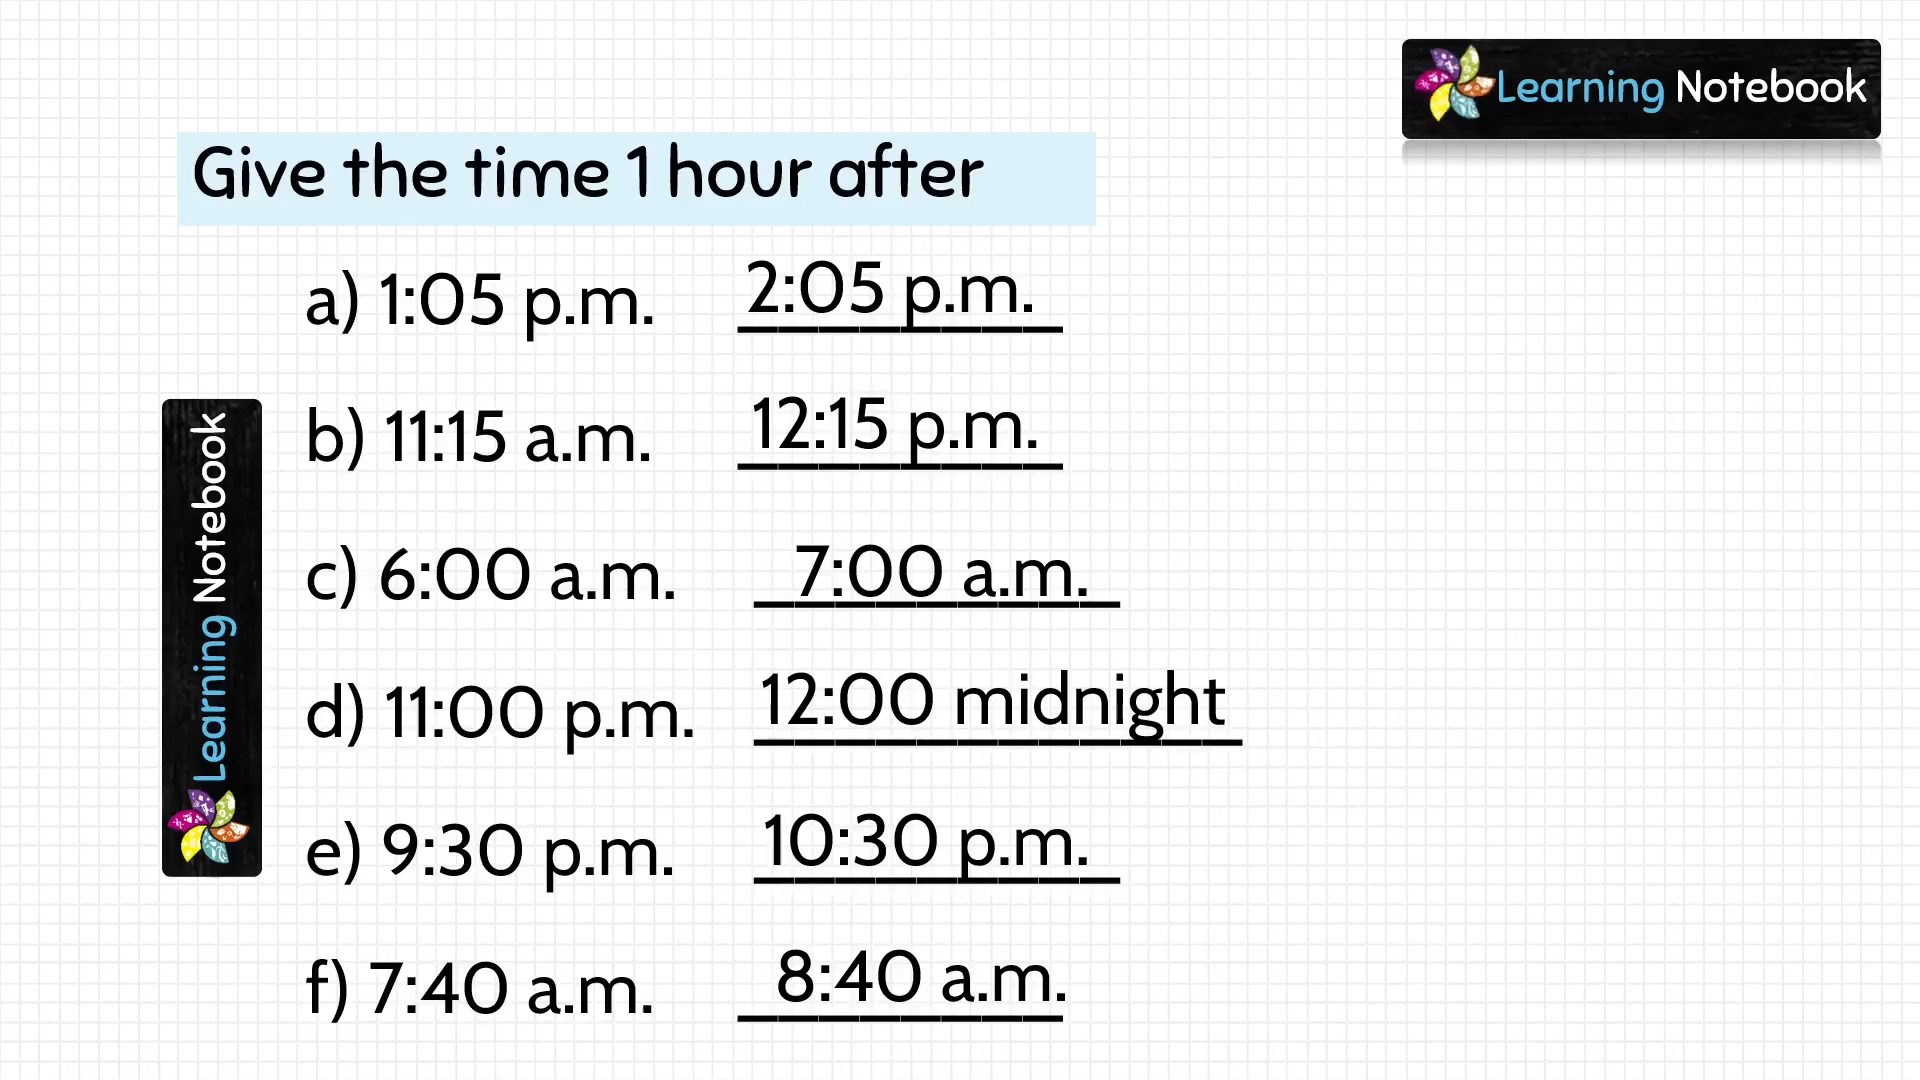 Learning Notebook
Give the time 1 hour after
a) 1:05 p.m. 2:05 p.m.
b) 11:15 a.m. 12:15 p.m.
c) 6:00 a.m. 7:00 a.m.
d) 11:00 p.m. 12:00 midnight
e) 9:30 p.m. 10:30 p.m.
f) 7:40 a.m. 8:40 a.m.
Learning Notebook